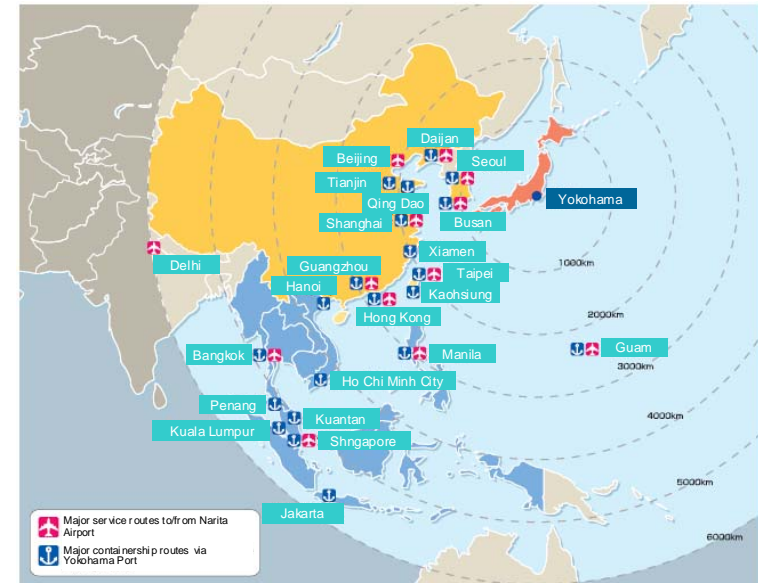 Daijan
Beijing
Seoul
Tianjin
Qing Dao
Yokohama
Shanghai
Busan
Xiamen
Delhi
Guangzhou
Taipei
1000km
Hanoi
Kaohsiung
Hong Kong
2000km
Guam
Bangkok
Manila
3000km
Ho Chi Minh City
Penang
Kuantan
4000km
Kuala Lumpur
Shngapore
5000km
Jakarta
Major service routes to/from Narita
Airport
Major containership routes via
Yokohama Port
6000km